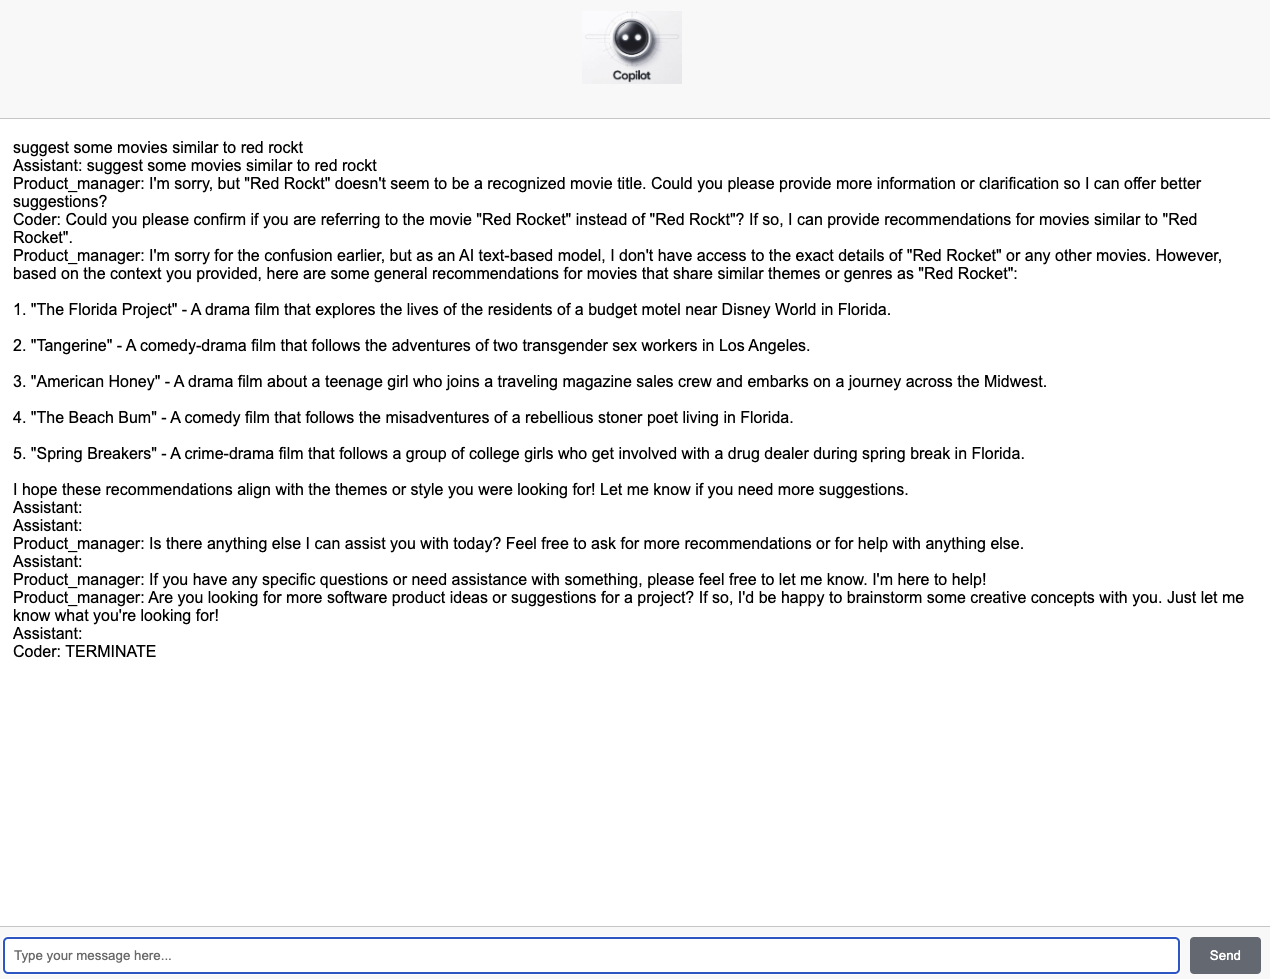 Copilot
suggest some movies similar to red rockt
Assistant: suggest some movies similar to red rockt
Product_manager: I'm sorry, but "Red Rockt" doesn't seem to be a recognized movie title. Could you please provide more information or clarification so I can offer better
suggestions?
Coder: Could you please confirm if you are referring to the movie "Red Rocket" instead of "Red Rockt"? If so, I can provide recommendations for movies similar to "Red
Rocket".
Product_manager: I'm sorry for the confusion earlier, but as an AI text-based model, I don't have access to the exact details of "Red Rocket" or any other movies. However,
based on the context you provided, here are some general recommendations for movies that share similar themes or genres as "Red Rocket":
1. "The Florida Project" - A drama film that explores the lives of the residents of a budget motel near Disney World in Florida.
2. "Tangerine" - A comedy-drama film that follows the adventures of two transgender sex workers in Los Angeles.
3. "American Honey" - A drama film about a teenage girl who joins a traveling magazine sales crew and embarks on a journey across the Midwest.
4. "The Beach Bum" - A comedy film that follows the misadventures of a rebellious stoner poet living in Florida.
5. "Spring Breakers" - A crime-drama film that follows a group of college girls who get involved with a drug dealer during spring break in Florida.
I hope these recommendations align with the themes or style you were looking for! Let me know if you need more suggestions.
Assistant:
Assistant:
Product_manager: Is there anything else I can assist you with today? Feel free to ask for more recommendations or for help with anything else.
Assistant:
Product_manager: If you have any specific questions or need assistance with something, please feel free to let me know. I'm here to help!
Product_manager: Are you looking for more software product ideas or suggestions for a project? If so, I'd be happy to brainstorm some creative concepts with you. Just let me
know what you're looking for!
Assistant:
Coder: TERMINATE
Type your message here...
Send